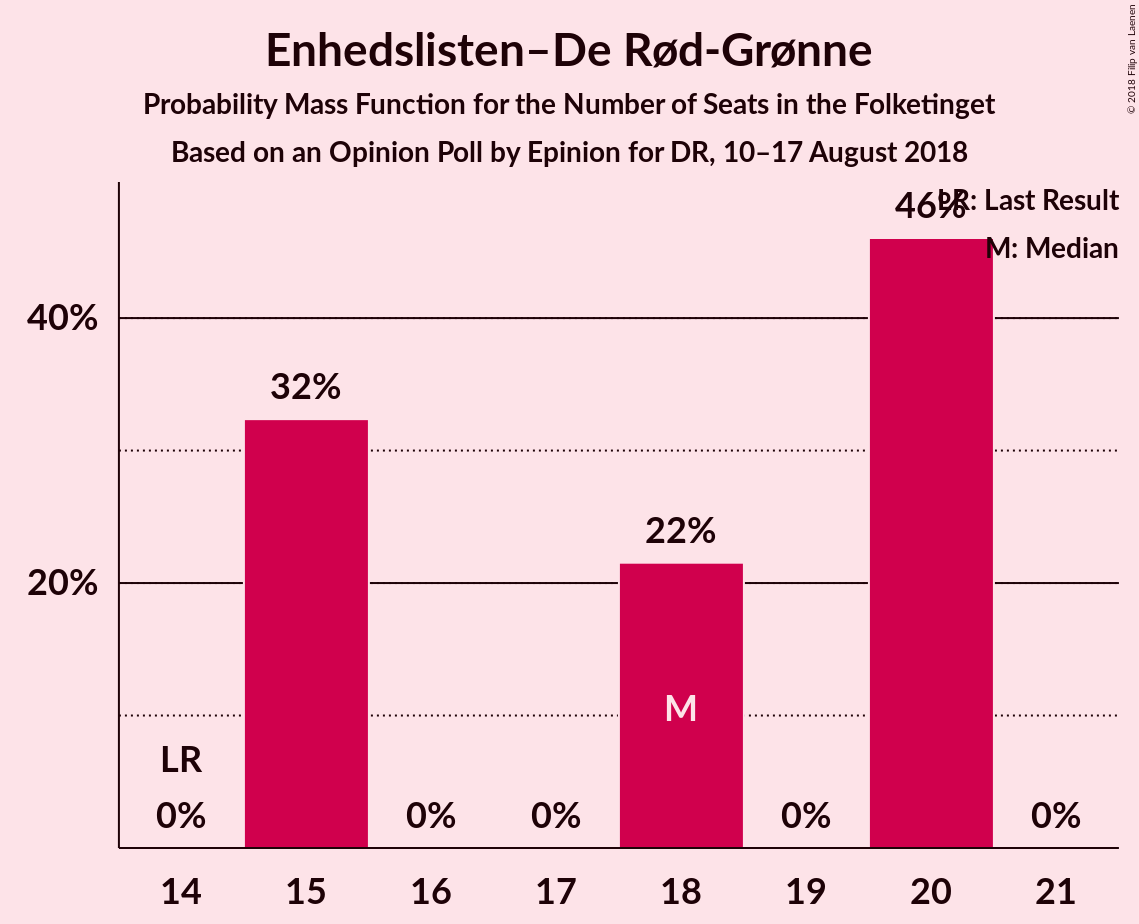 Enhedslisten–De Rød-Grønne
Probability Mass Function for the Number of Seats in the Folketinget
Based on an Opinion Poll by Epinion for DR, 10–17 August 2018
© 2018 Filip van Laenen
LR: Last Result
M: Median
46%
40%
32%
22%
20%
M
LR
0% 0% 0% 0% 0%
14 15 16 17 18 19 20 21